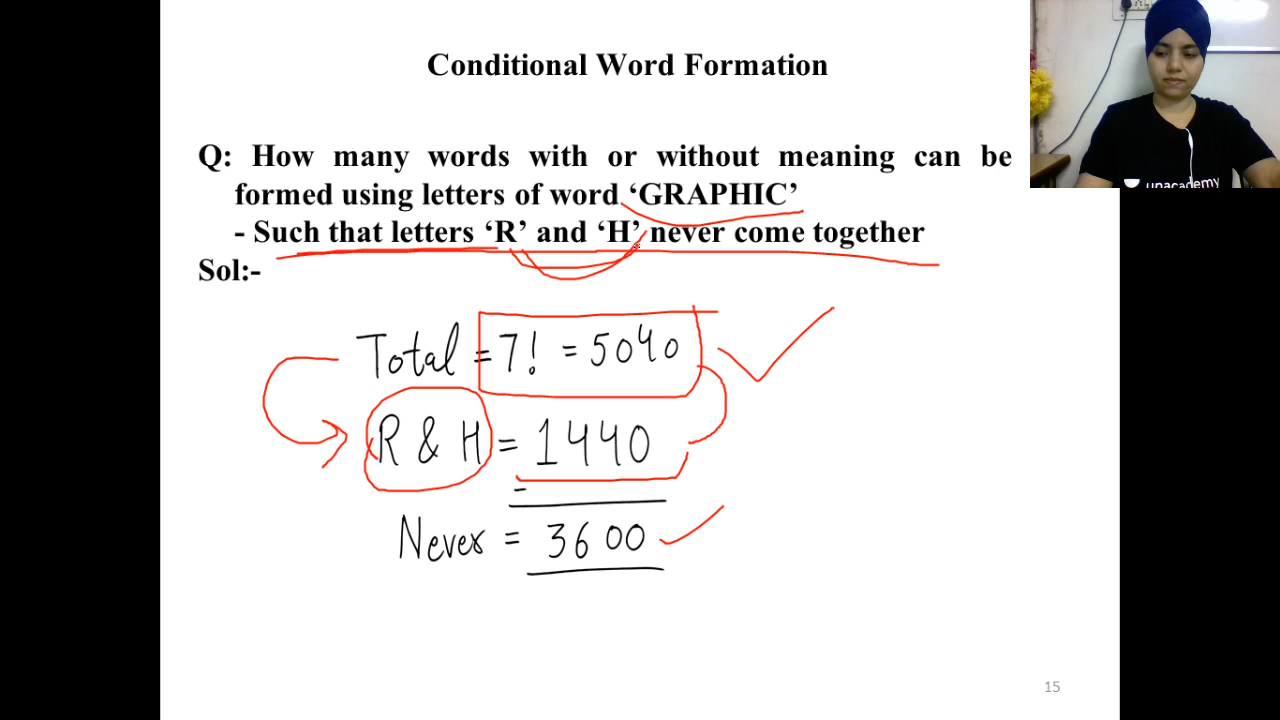 Conditional Word Formation
Q: How many words with or without meaning can be
formed using letters of word ‘GRAPHIC’
- Such that letters ‘R’ and ‘H’ never come together
Sol:-
Total = 7! = 5040
R & H = 1440
-
Never = 3600
unacademy
15